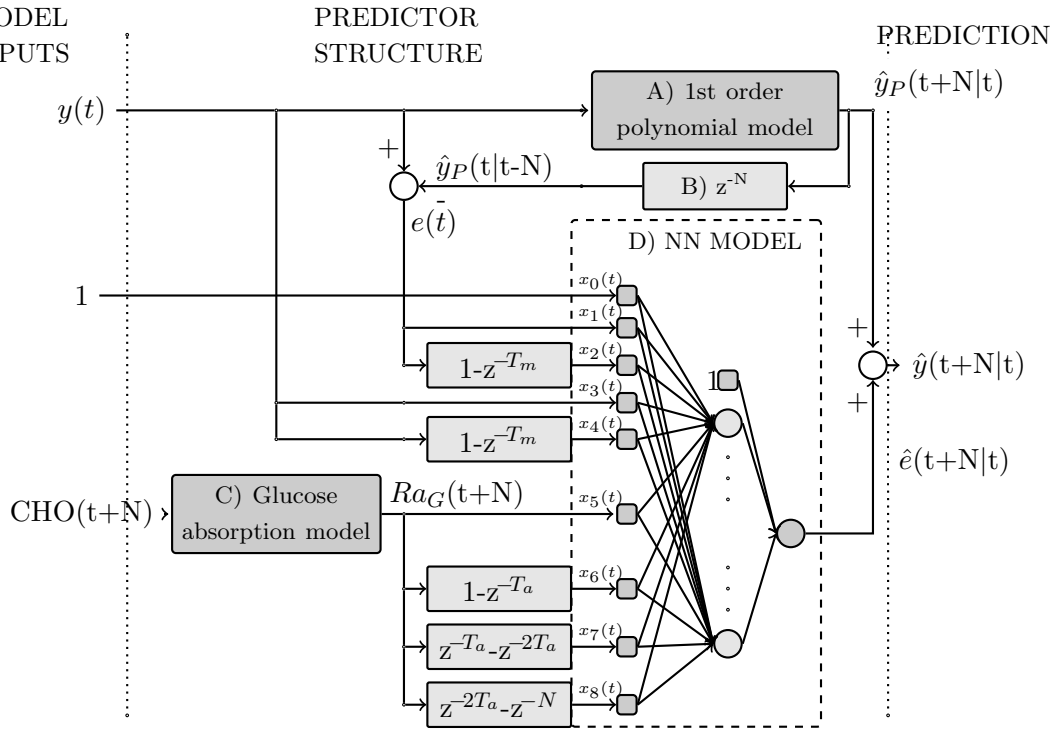 ODEL
PUTS
PREDICTOR
STRUCTURE
PREDICTION
y(t)
A) 1st order
polynomial model
ŷ_P(t+N|t)
+
ŷ_P(t|t-N)
B) z^-N
-
e(t)
D) NN MODEL
1
x_0(t)
x_1(t)
x_2(t)
1-z^-T_m
x_3(t)
1
x_4(t)
1-z^-T_m
+
ŷ(t+N|t)
+
ê(t+N|t)
CHO(t+N)
C) Glucose
absorption model
Ra_G(t+N)
x_5(t)
1-z^-T_a
x_6(t)
z^-T_a-z^-2T_a
x_7(t)
z^-2T_a-z^-N
x_8(t)